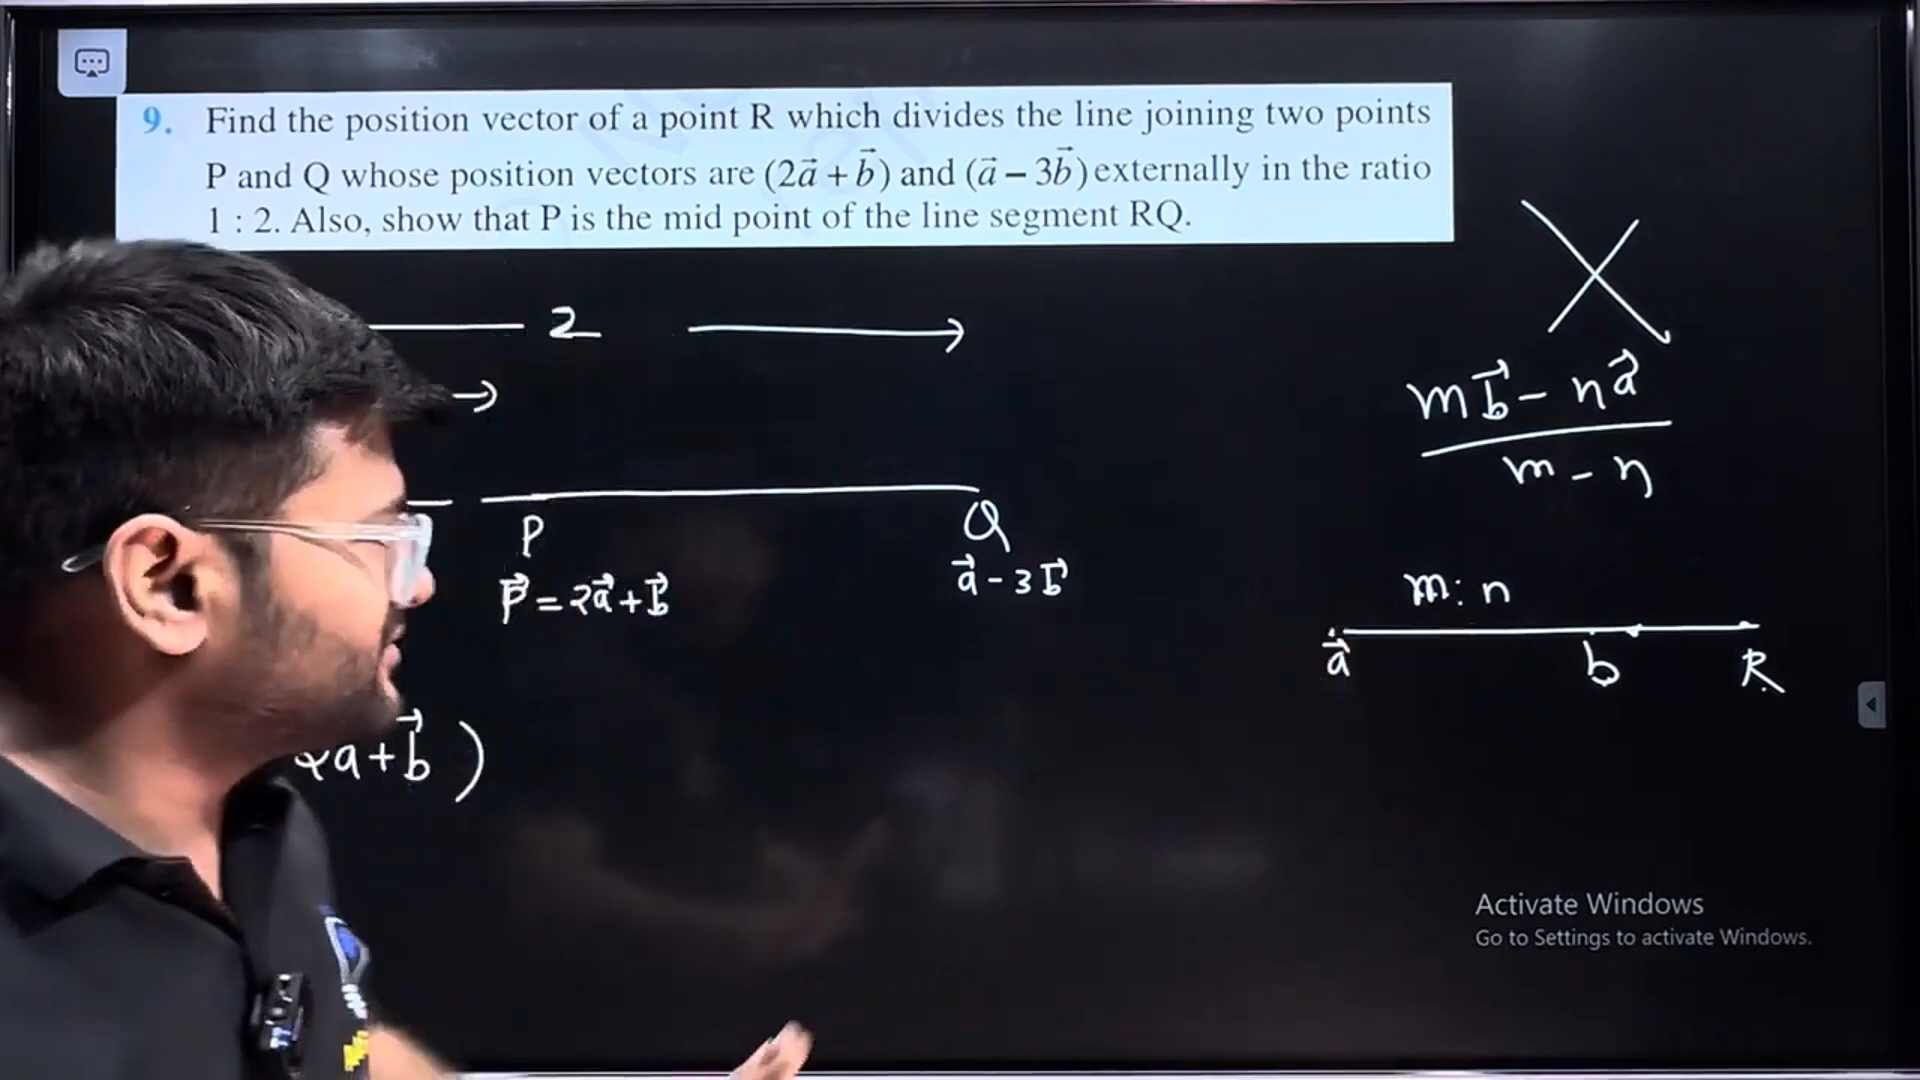 9. Find the position vector of a point R which divides the line joining two points
P and Q whose position vectors are (2a⃗ + b⃗) and (a⃗ – 3b⃗) externally in the ratio
1 : 2. Also, show that P is the mid point of the line segment RQ.
2
P
Q
p⃗ = 2a⃗ + b⃗
a⃗ - 3b⃗
a + b⃗ )
mb⃗ - na⃗
m - n
m : n
a⃗ b R
Activate Windows
Go to Settings to activate Windows.